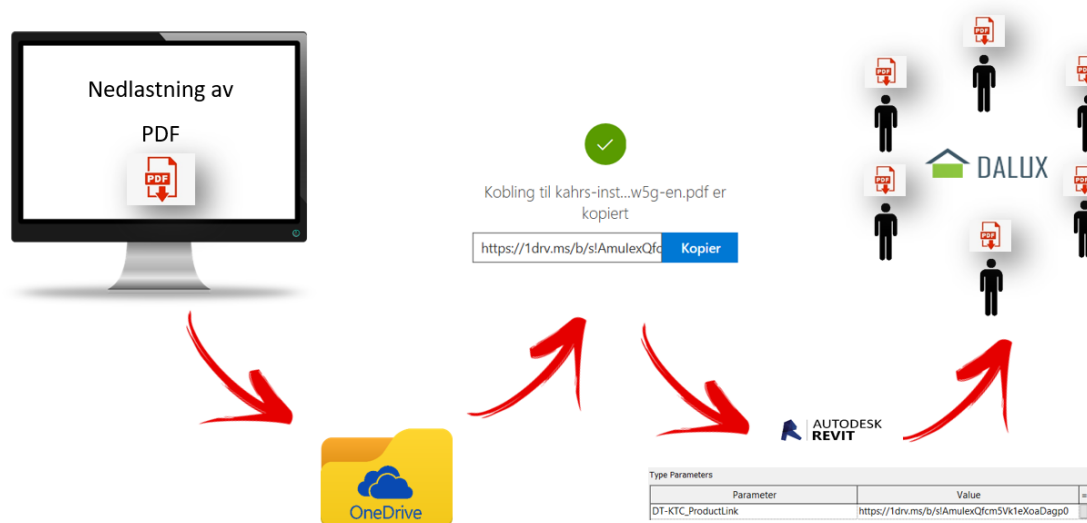 Nedlastning av
PDF
PDF
Kobling til kahrs-inst...w5g-en.pdf er
kopiert
https://1drv.ms/b/s!AmulexQfc
Kopier
PDF
PDF
PDF
DALUX
PDF
PDF
PDF
OneDrive
AUTODESK
REVIT
Type Parameters
Parameter
Value
=
DT-KTC_ProductLink
https://1drv.ms/b/s!AmulexQfcm5Vk1eXoaDagp0